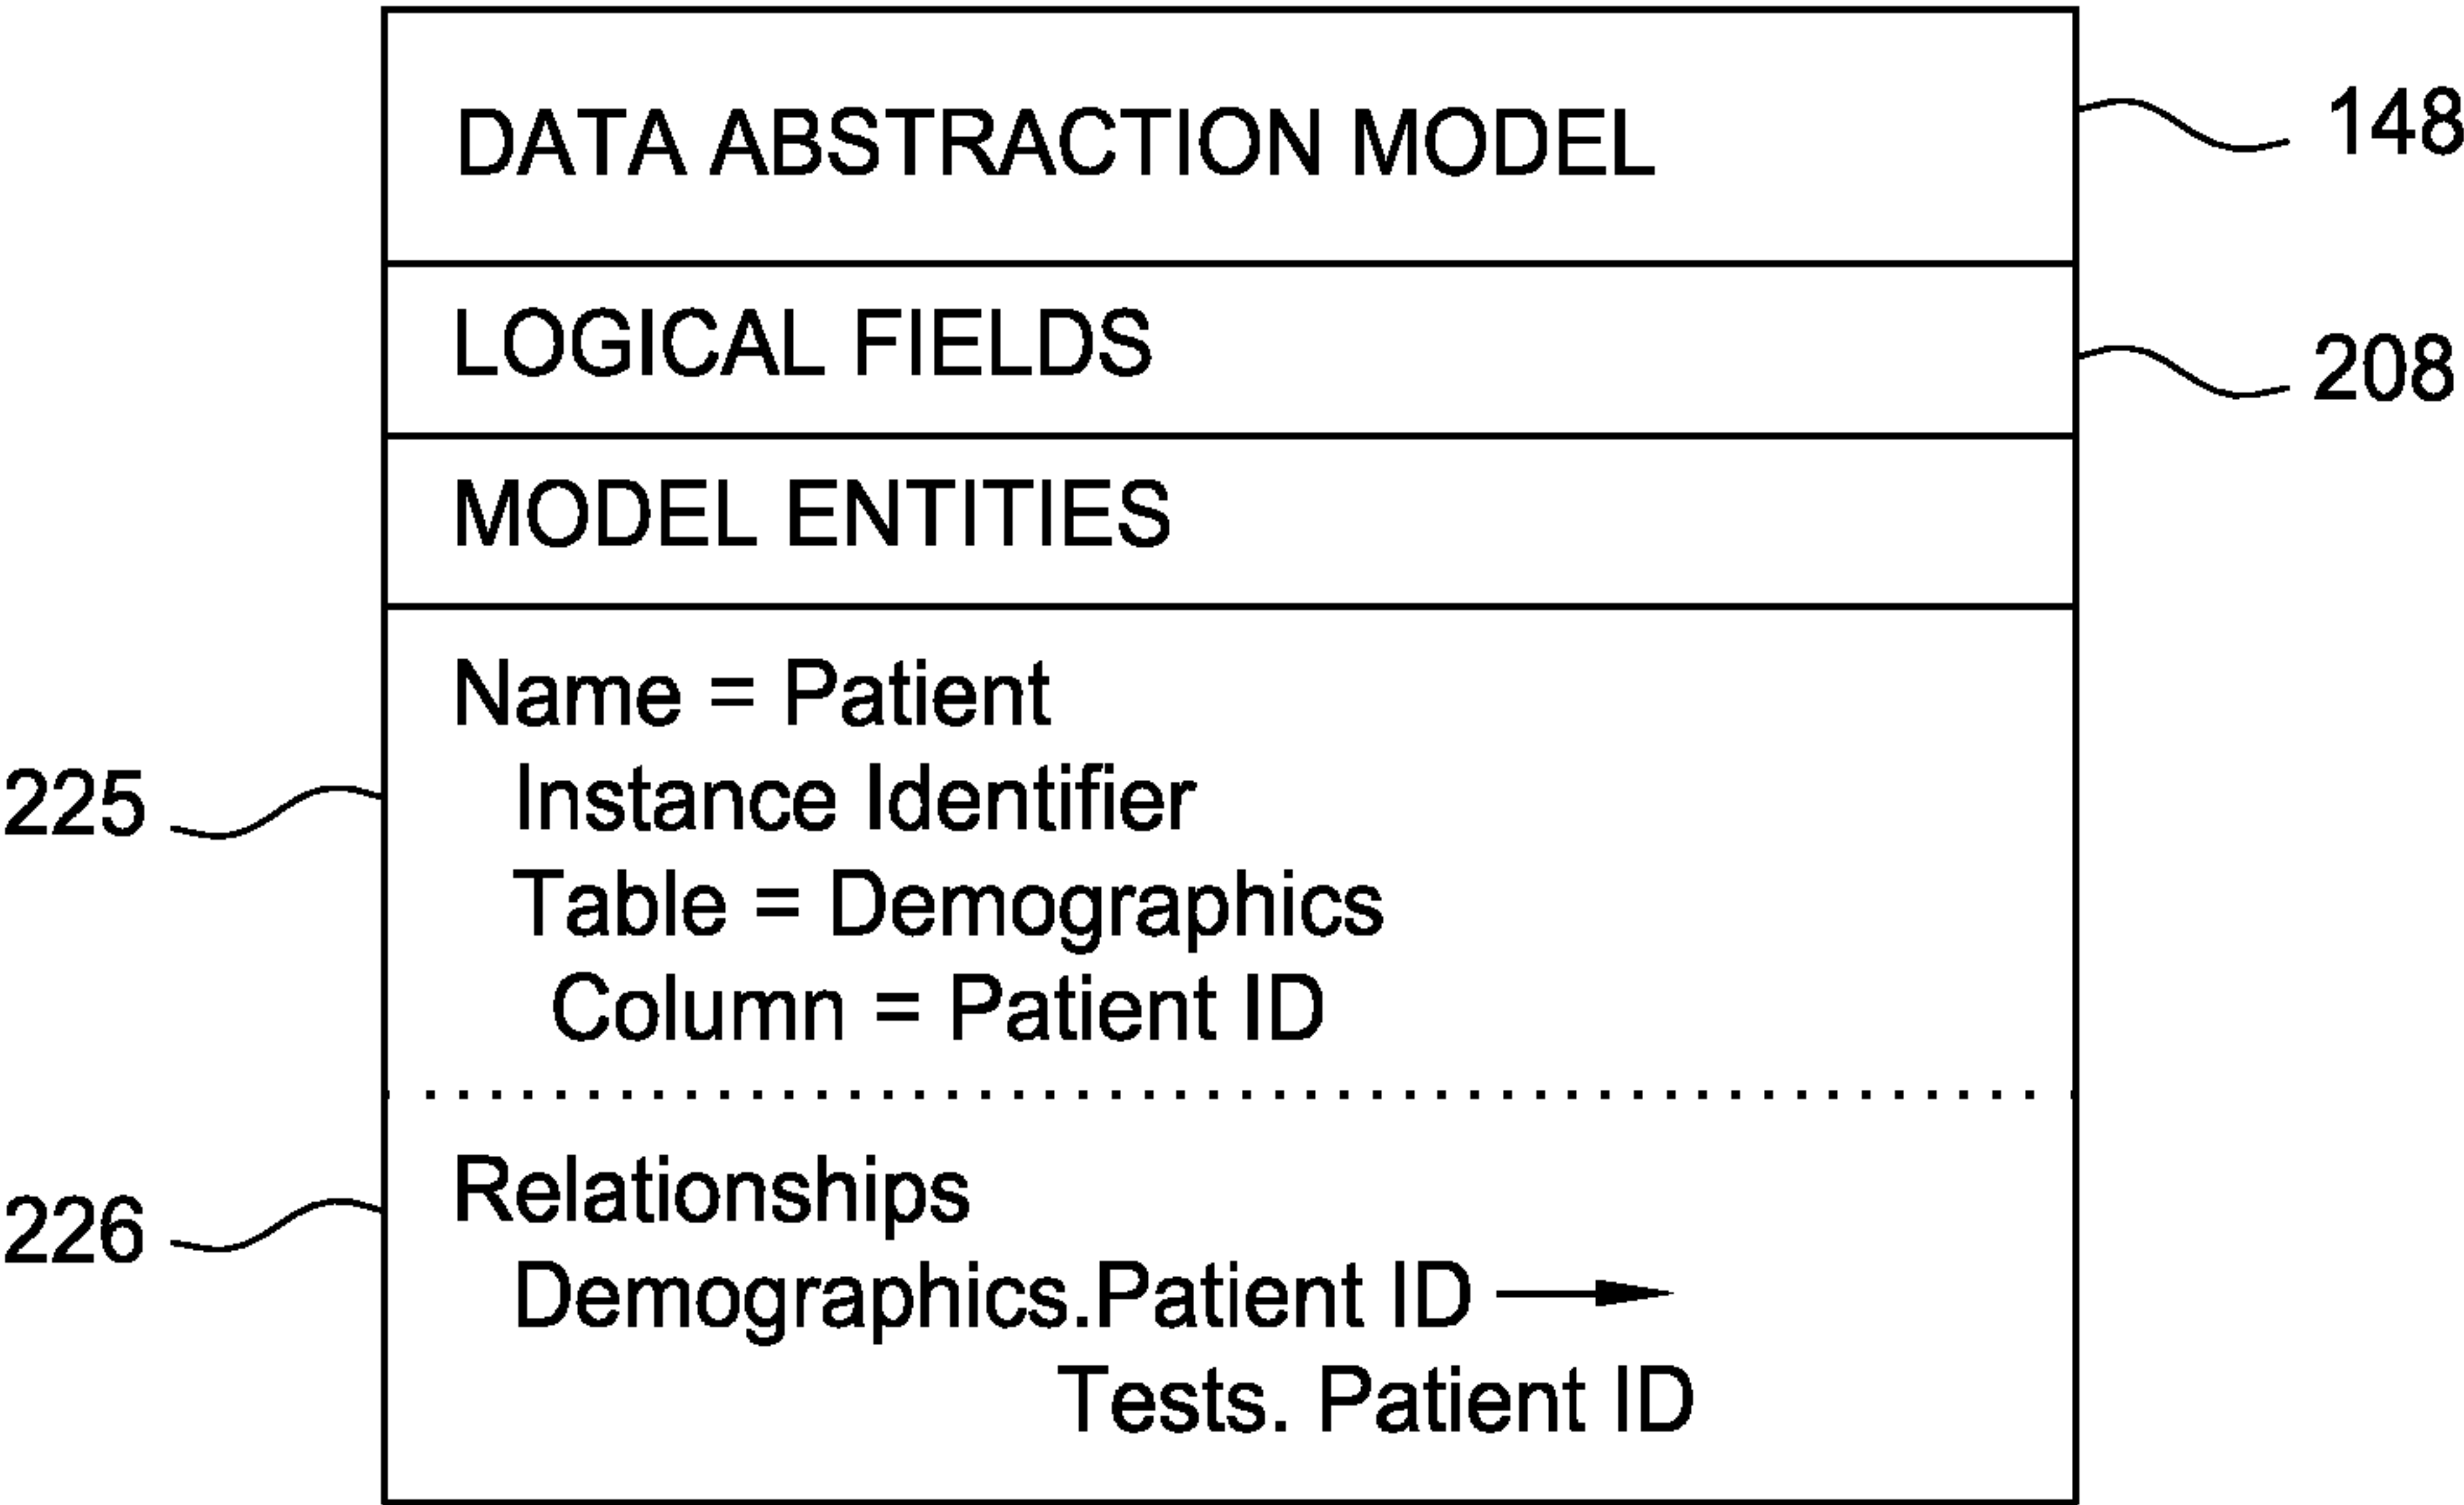 DATA ABSTRACTION MODEL
148
LOGICAL FIELDS
208
MODEL ENTITIES
Name = Patient
Instance Identifier
225
Table = Demographics
Column = Patient ID
Relationships
226
Demographics.Patient ID
Tests. Patient ID